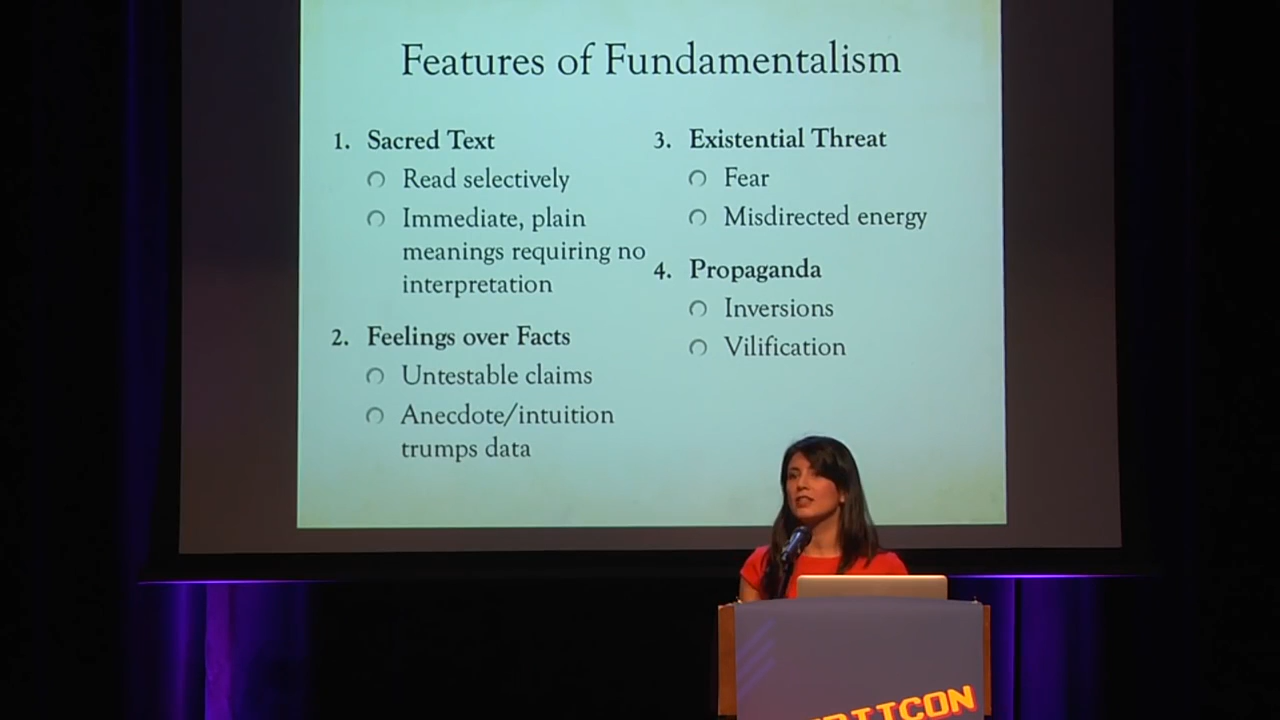 Features of Fundamentalism
1. Sacred Text
Read selectively
Immediate, plain
meanings requiring no
interpretation
2. Feelings over Facts
Untestable claims
Anecdote/intuition
trumps data
3. Existential Threat
Fear
Misdirected energy
4. Propaganda
Inversions
Vilification